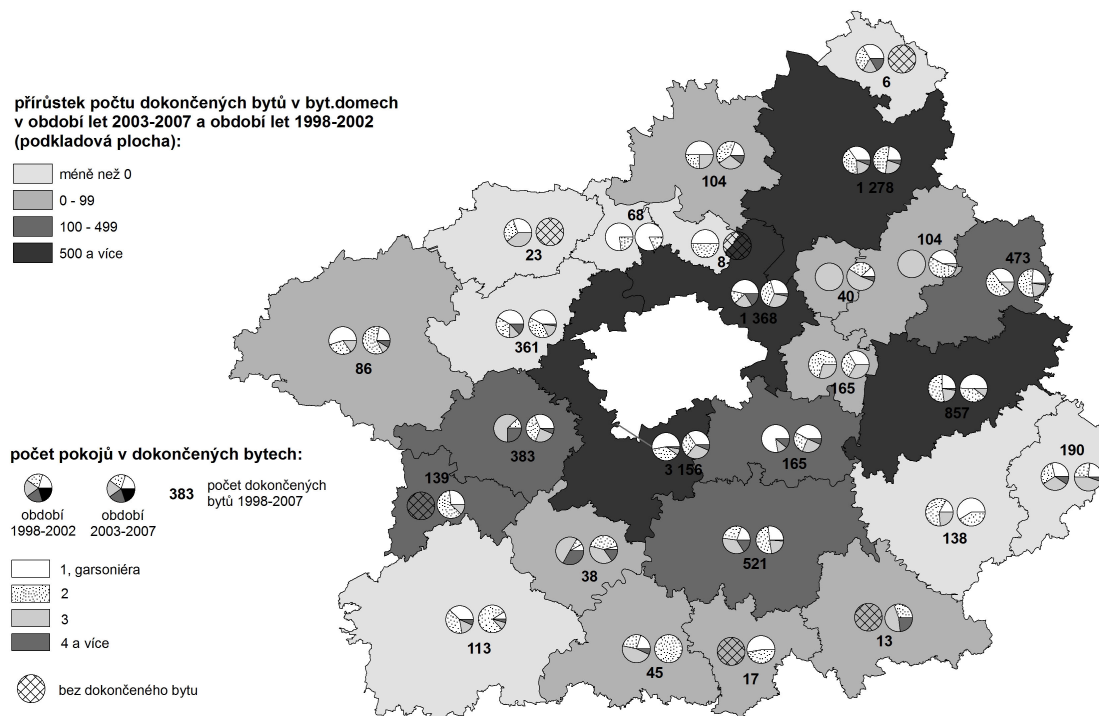 přírůstek počtu dokončených bytů v byt.domech
v období let 2003-2007 a období let 1998-2002
(podkladová plocha):
méně než 0
0 - 99
100 - 499
500 a více
počet pokojů v dokončených bytech:
383
počet dokončených
bytů 1998-2007
období
1998-2002
období
2003-2007
1, garsoniéra
2
3
4 a více
bez dokončeného bytu
6
104
1 278
68
23
8
104
473
40
1 368
361
86
165
857
383
3 156
165
190
139
138
521
38
113
45
17
13